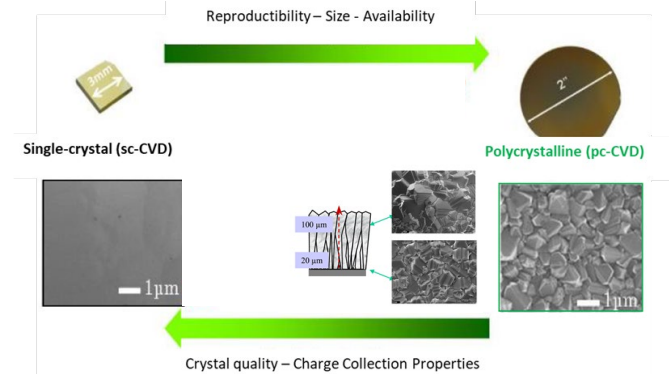 Reproducibility – Size - Availability
3mm
2"
Single-crystal (sc-CVD)
Polycrystalline (pc-CVD)
100 µm
20 µm
1µm
1µm
Crystal quality – Charge Collection Properties